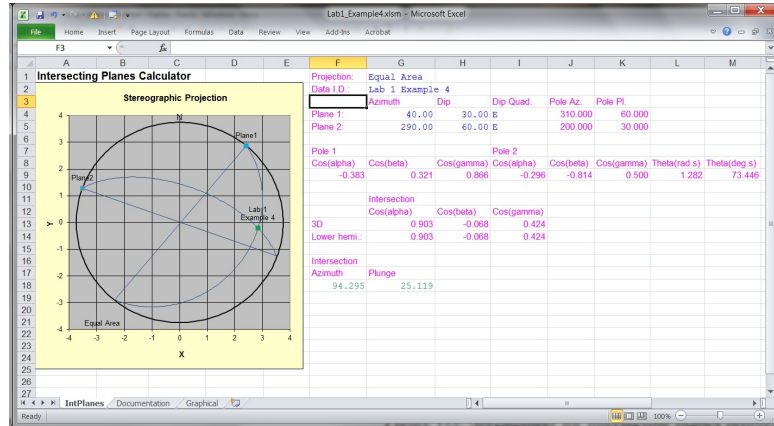 Lab1_Example4.xlsm - Microsoft Excel
File Home Insert Page Layout Formulas Data Review View Add-Ins Acrobat
F3 fx
A B C D E F G H I J K L M
1 Intersecting Planes Calculator Projection: Equal Area
2 Data I.D.: Lab 1 Example 4
3 Azimuth Dip Dip Quad. Pole Az. Pole Pl.
4 Plane 1: 40.00 30.00 E 310.000 60.000
5 Plane 2: 290.00 60.00 E 200.000 30.000
6
7 Pole 1 Pole 2
8 Cos(alpha) Cos(beta) Cos(gamma) Cos(alpha) Cos(beta) Cos(gamma) Theta(rad.s) Theta(deg.s)
9 -0.383 0.321 0.866 -0.296 -0.814 0.500 1.282 73.446
10
11 Intersection
12 Cos(alpha) Cos(beta) Cos(gamma)
13 3D 0.903 -0.068 0.424
14 Lower hemi.: 0.903 -0.068 0.424
15
16 Intersection
17 Azimuth Plunge
18 94.295 25.119
19
20
21
22
23
24
25
26
27
Stereographic Projection
N
Plane1
Plane2
Lab 1
Example 4
Equal Area
4
3
2
1
0
-1
-2
-3
-4
Y
-4 -3 -2 -1 0 1 2 3 4
X
IntPlanes Documentation Graphical
Ready 100%